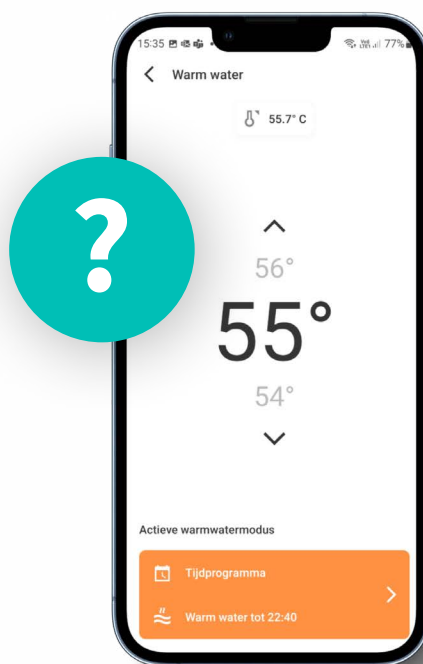 15:35 77%
Warm water
55.7° C
?
56°
55°
54°
Actieve warmwatermodus
Tijdprogramma
Warm water tot 22:40